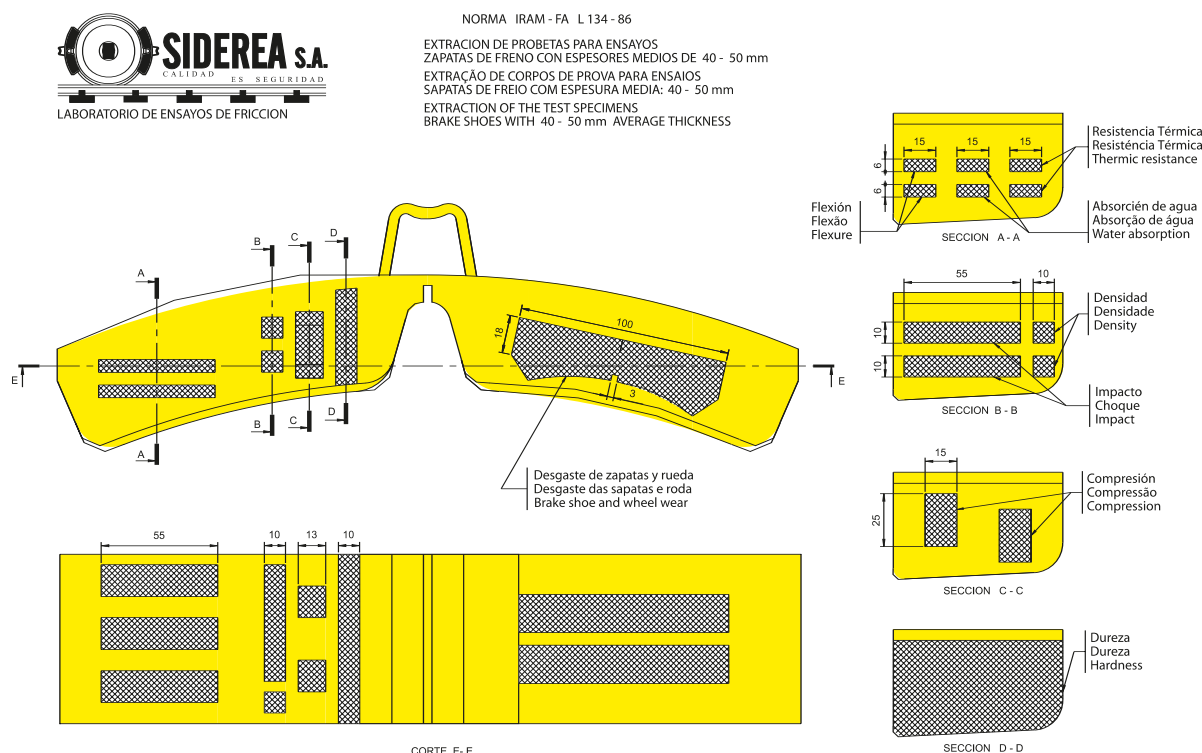 SIDEREA S.A.
CALIDAD ES SEGURIDAD
LABORATORIO DE ENSAYOS DE FRICCION
NORMA IRAM - FA L 134 - 86
EXTRACION DE PROBETAS PARA ENSAYOS
ZAPATAS DE FRENO CON ESPESORES MEDIOS DE 40 - 50 mm
EXTRAÇÃO DE CORPOS DE PROVA PARA ENSAIOS
SAPATAS DE FREIO COM ESPESURA MEDIA: 40 - 50 mm
EXTRACTION OF THE TEST SPECIMENS
BRAKE SHOES WITH 40 - 50 mm AVERAGE THICKNESS
A
B
C
D
E
18
100
3
E
A
B
C
D
Desgaste de zapatas y rueda
Desgaste das sapatas e roda
Brake shoe and wheel wear
55
10
13
10
CORTE E- E
15
15
15
6
6
Resistencia Térmica
Resisténcia Térmica
Thermic resistance
Flexión
Flexão
Flexure
Absorcién de agua
Absorção de água
Water absorption
SECCION A - A
55
10
10
10
Densidad
Densidade
Density
Impacto
Choque
Impact
SECCION B - B
15
25
Compresión
Compressão
Compression
SECCION C - C
Dureza
Dureza
Hardness
SECCION D - D